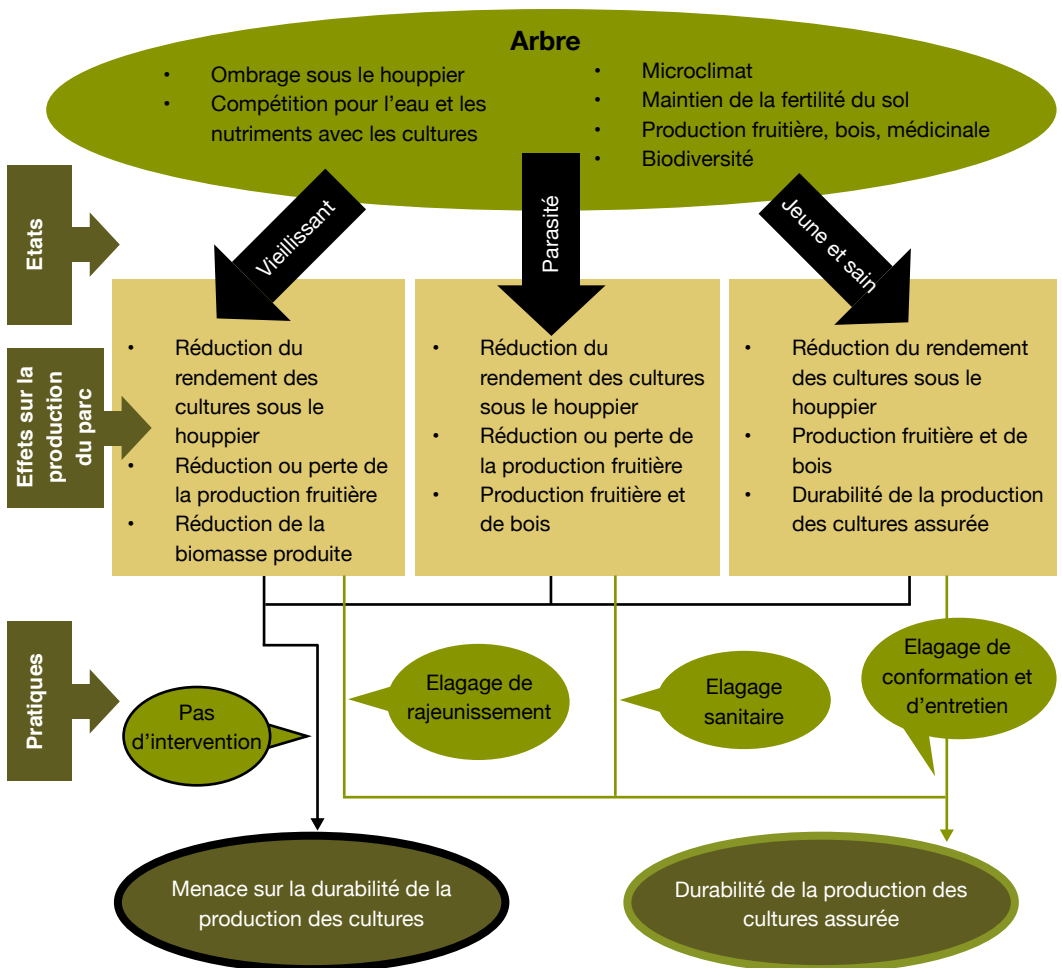 Arbre
• Ombrage sous le houppier
• Compétition pour l'eau et les
nutriments avec les cultures
• Microclimat
• Maintien de la fertilité du sol
• Production fruitière, bois, médicinale
• Biodiversité
Etats
Vieillissant
Parasité
Jeune et sain
Effets sur la
production
du parc
• Réduction du
rendement des
cultures sous le
houppier
• Réduction ou perte de
la production fruitière
• Réduction de la
biomasse produite
• Réduction du
rendement des cultures
sous le houppier
• Réduction ou perte de
la production fruitière
• Production fruitière et
de bois
• Réduction du rendement
des cultures sous le
houppier
• Production fruitière et de
bois
• Durabilité de la production
des cultures assurée
Pratiques
Pas
d'intervention
Elagage de
rajeunissement
Elagage
sanitaire
Elagage de
conformation et
d'entretien
Menace sur la durabilité de la
production des cultures
Durabilité de la production des
cultures assurée